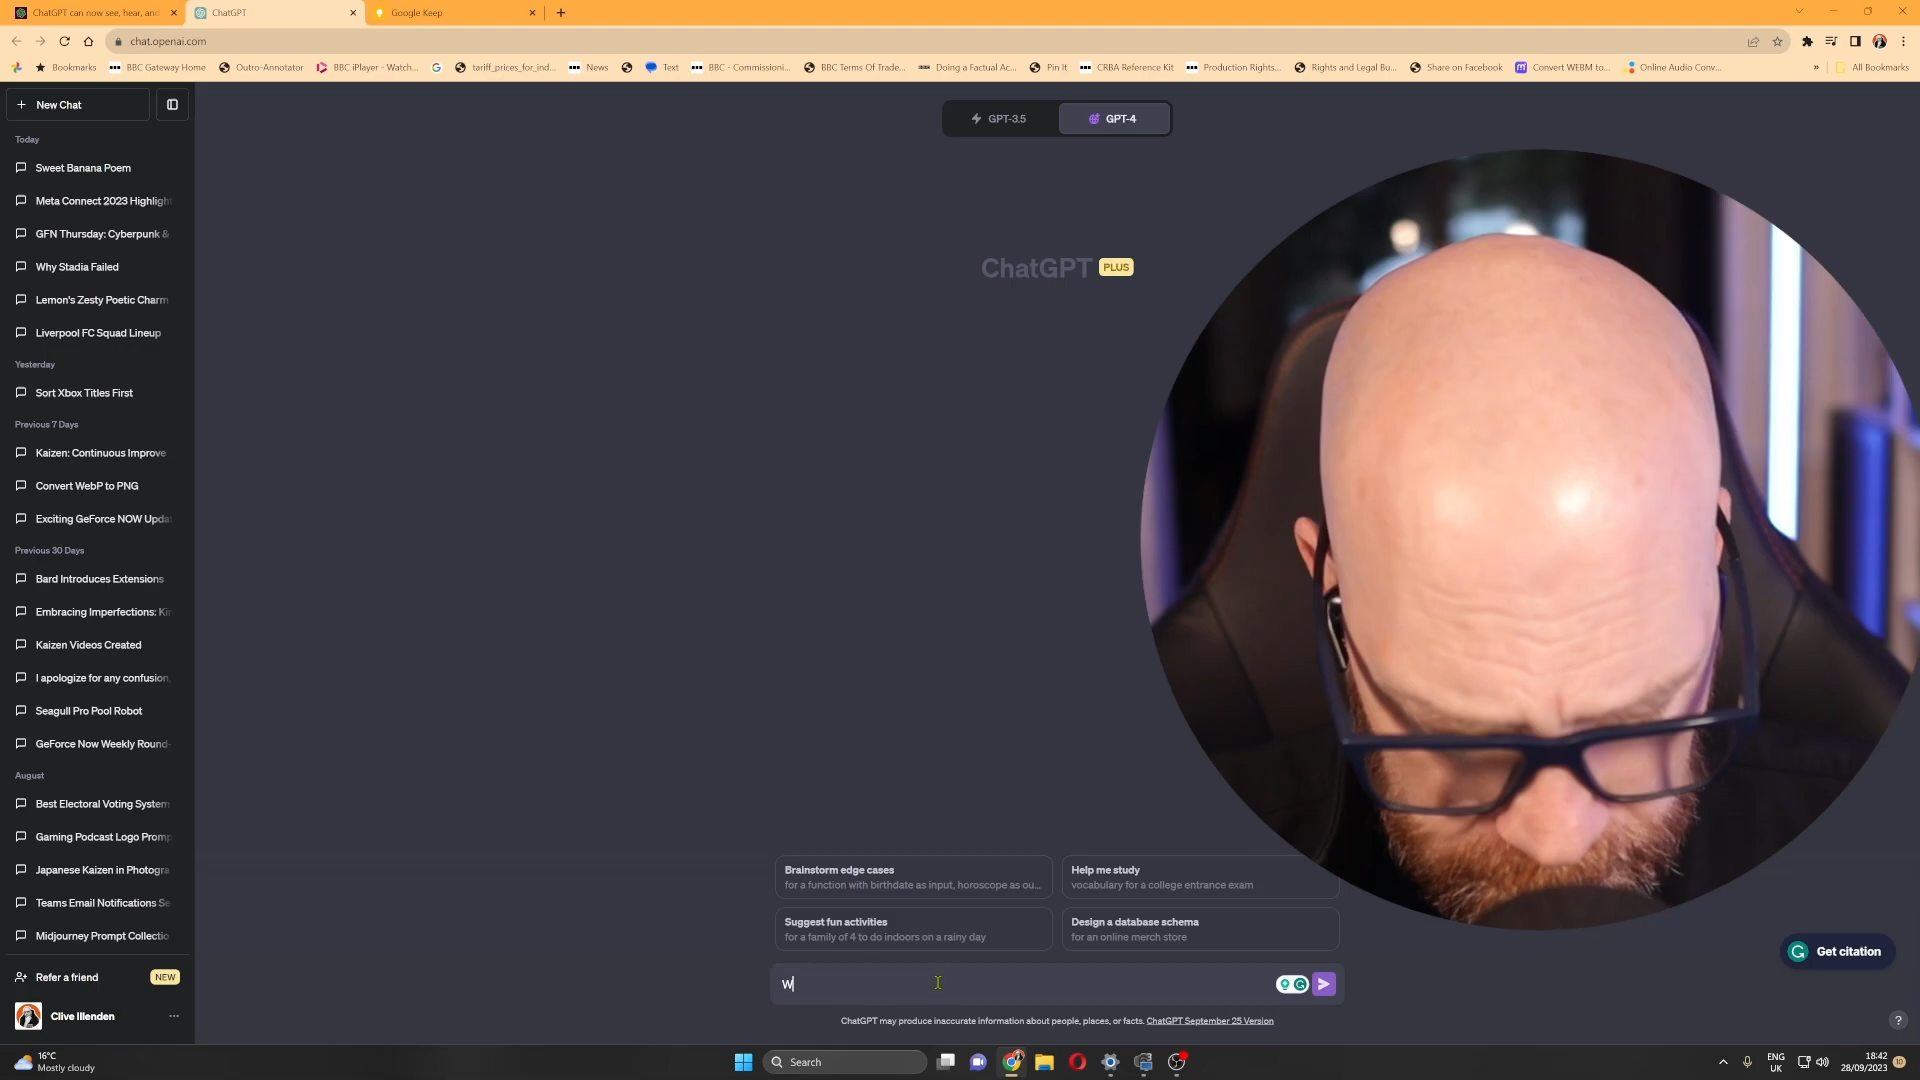 ChatGPT can now see, hear, and
ChatGPT
Google Keep
chat.openai.com
Bookmarks
BBC Gateway Home
Outro-Annotator
BBC iPlayer - Watch...
tariff_prices_for_ind...
News
Text
BBC - Commissioni...
BBC Terms Of Trade...
Doing a Factual Ac...
Pin It
CRBA Reference Kit
Production Rights...
Rights and Legal Bu...
Share on Facebook
Convert WEBM to...
Online Audio Conv...
»
All Bookmarks
New Chat
Today
Sweet Banana Poem
Meta Connect 2023 Highligh
GFN Thursday: Cyberpunk &
Why Stadia Failed
Lemon's Zesty Poetic Charm
Liverpool FC Squad Lineup
Yesterday
Sort Xbox Titles First
Previous 7 Days
Kaizen: Continuous Improve
Convert WebP to PNG
Exciting GeForce NOW Upda
Previous 30 Days
Bard Introduces Extensions
Embracing Imperfections: Kin
Kaizen Videos Created
I apologize for any confusion,
Seagull Pro Pool Robot
GeForce Now Weekly Round-
August
Best Electoral Voting System
Gaming Podcast Logo Promp
Japanese Kaizen in Photogra
Teams Email Notifications Se
Midjourney Prompt Collectio
Refer a friend
NEW
Clive Illenden
GPT-3.5
GPT-4
ChatGPT PLUS
Brainstorm edge cases
for a function with birthdate as input, horoscope as ou...
Help me study
vocabulary for a college entrance exam
Suggest fun activities
for a family of 4 to do indoors on a rainy day
Design a database schema
for an online merch store
W
ChatGPT may produce inaccurate information about people, places, or facts. ChatGPT September 25 Version
Get citation
?
16°C
Mostly cloudy
Search
ENG
UK
18:42
28/09/2023
10